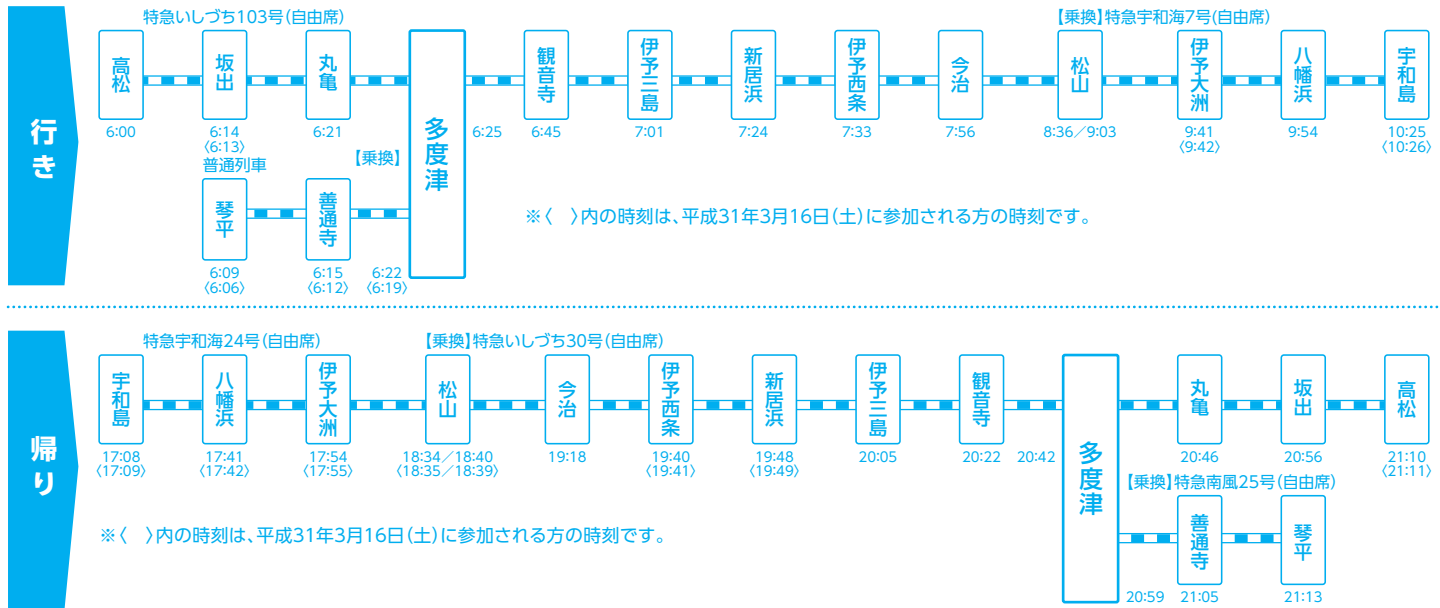 行き
特急いしづち103号(自由席)
【乗換】特急宇和海7号(自由席)
高松
坂出
丸亀
多度津
観音寺
伊予三島
新居浜
伊予西条
今治
松山
伊予大洲
八幡浜
宇和島
6:00
6:14
6:21
6:25
6:45
7:01
7:24
7:33
7:56
8:36/9:03
9:41
9:54
10:25
〈6:13〉
〈9:42〉
〈10:26〉
普通列車
【乗換】
琴平
善通寺
6:09
6:15
6:22
〈6:06〉
〈6:12〉
〈6:19〉
※〈 〉内の時刻は、平成31年3月16日(土)に参加される方の時刻です。
帰り
特急宇和海24号(自由席)
【乗換】特急いしづち30号(自由席)
宇和島
八幡浜
伊予大洲
松山
今治
伊予西条
新居浜
伊予三島
観音寺
多度津
丸亀
坂出
高松
17:08
17:41
17:54
18:34/18:40
19:18
19:40
19:48
20:05
20:22
20:42
20:46
20:56
21:10
〈17:09〉
〈17:42〉
〈17:55〉
〈18:35/18:39〉
〈19:41〉
〈19:49〉
〈21:11〉
【乗換】特急南風25号(自由席)
善通寺
琴平
20:59
21:05
21:13
※〈 〉内の時刻は、平成31年3月16日(土)に参加される方の時刻です。